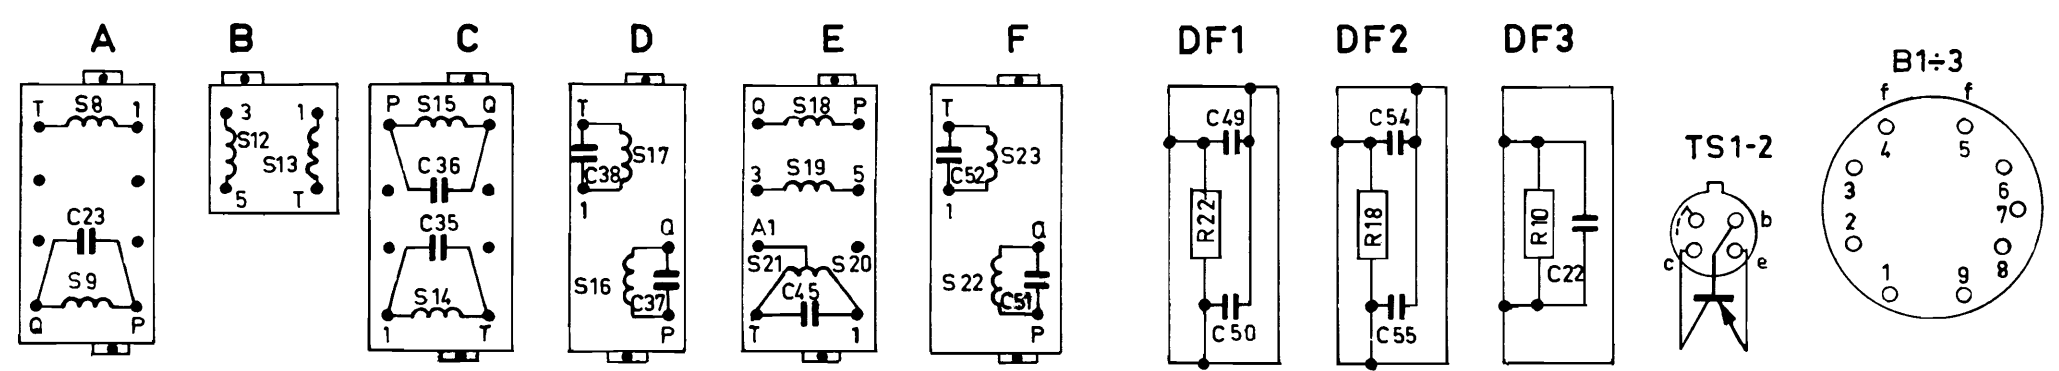 A
T S8 1
C23
S9
Q P
B
3 1
S12
S13
5 T
C
P S15 Q
C36
C35
S14
1 T
D
T
S17
C38
1
Q
S16
C37
P
E
Q S18 P
3 S19 5
A1
S21 S20
C45
T 1
F
T
S23
C52
1
Q
S22
C51
P
DF1
C49
R22
C50
DF2
C54
R18
C55
DF3
R10
C22
TS1-2
b
c e
B1÷3
f f
4 5
3 6
2 7
1 9 8